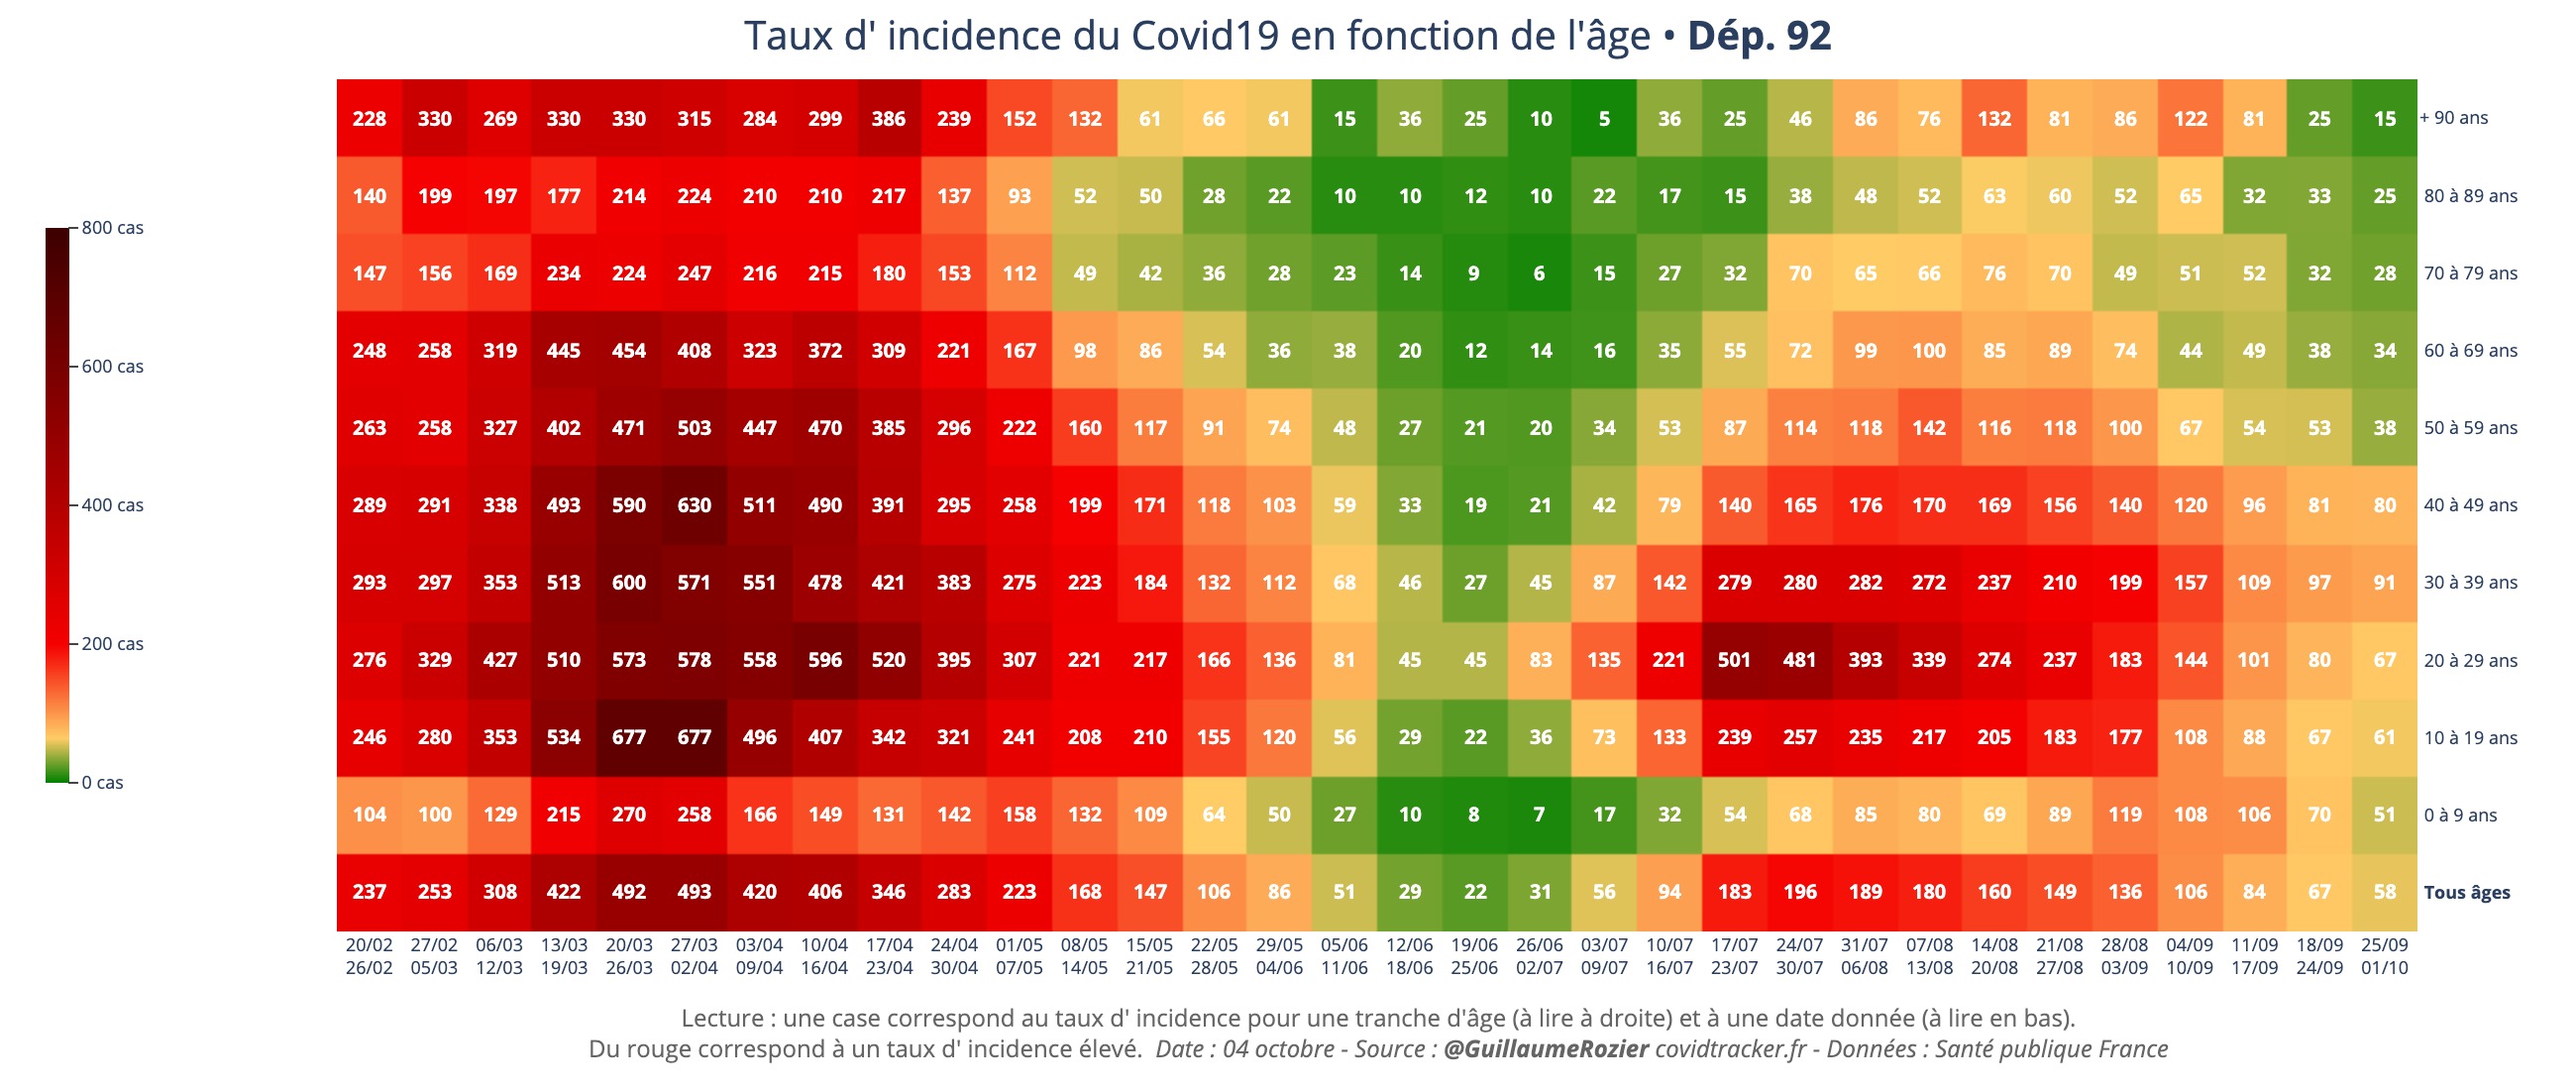 Taux d' incidence du Covid19 en fonction de l'âge • Dép. 92
800 cas
600 cas
400 cas
200 cas
0 cas
228 330 269 330 330 315 284 299 386 239 152 132 61 66 61 15 36 25 10 5 36 25 46 86 76 132 81 86 122 81 25 15 + 90 ans
140 199 197 177 214 224 210 210 217 137 93 52 50 28 22 10 10 12 10 22 17 15 38 48 52 63 60 52 65 32 33 25 80 à 89 ans
147 156 169 234 224 247 216 215 180 153 112 49 42 36 28 23 14 9 6 15 27 32 70 65 66 76 70 49 51 52 32 28 70 à 79 ans
248 258 319 445 454 408 323 372 309 221 167 98 86 54 36 38 20 12 14 16 35 55 72 99 100 85 89 74 44 49 38 34 60 à 69 ans
263 258 327 402 471 503 447 470 385 296 222 160 117 91 74 48 27 21 20 34 53 87 114 118 142 116 118 100 67 54 53 38 50 à 59 ans
289 291 338 493 590 630 511 490 391 295 258 199 171 118 103 59 33 19 21 42 79 140 165 176 170 169 156 140 120 96 81 80 40 à 49 ans
293 297 353 513 600 571 551 478 421 383 275 223 184 132 112 68 46 27 45 87 142 279 280 282 272 237 210 199 157 109 97 91 30 à 39 ans
276 329 427 510 573 578 558 596 520 395 307 221 217 166 136 81 45 45 83 135 221 501 481 393 339 274 237 183 144 101 80 67 20 à 29 ans
246 280 353 534 677 677 496 407 342 321 241 208 210 155 120 56 29 22 36 73 133 239 257 235 217 205 183 177 108 88 67 61 10 à 19 ans
104 100 129 215 270 258 166 149 131 142 158 132 109 64 50 27 10 8 7 17 32 54 68 85 80 69 89 119 108 106 70 51 0 à 9 ans
237 253 308 422 492 493 420 406 346 283 223 168 147 106 86 51 29 22 31 56 94 183 196 189 180 160 149 136 106 84 67 58 Tous âges
20/02 27/02 06/03 13/03 20/03 27/03 03/04 10/04 17/04 24/04 01/05 08/05 15/05 22/05 29/05 05/06 12/06 19/06 26/06 03/07 10/07 17/07 24/07 31/07 07/08 14/08 21/08 28/08 04/09 11/09 18/09 25/09
26/02 05/03 12/03 19/03 26/03 02/04 09/04 16/04 23/04 30/04 07/05 14/05 21/05 28/05 04/06 11/06 18/06 25/06 02/07 09/07 16/07 23/07 30/07 06/08 13/08 20/08 27/08 03/09 10/09 17/09 24/09 01/10
Lecture : une case correspond au taux d' incidence pour une tranche d'âge (à lire à droite) et à une date donnée (à lire en bas).
Du rouge correspond à un taux d' incidence élevé. Date : 04 octobre - Source : @GuillaumeRozier covidtracker.fr - Données : Santé publique France